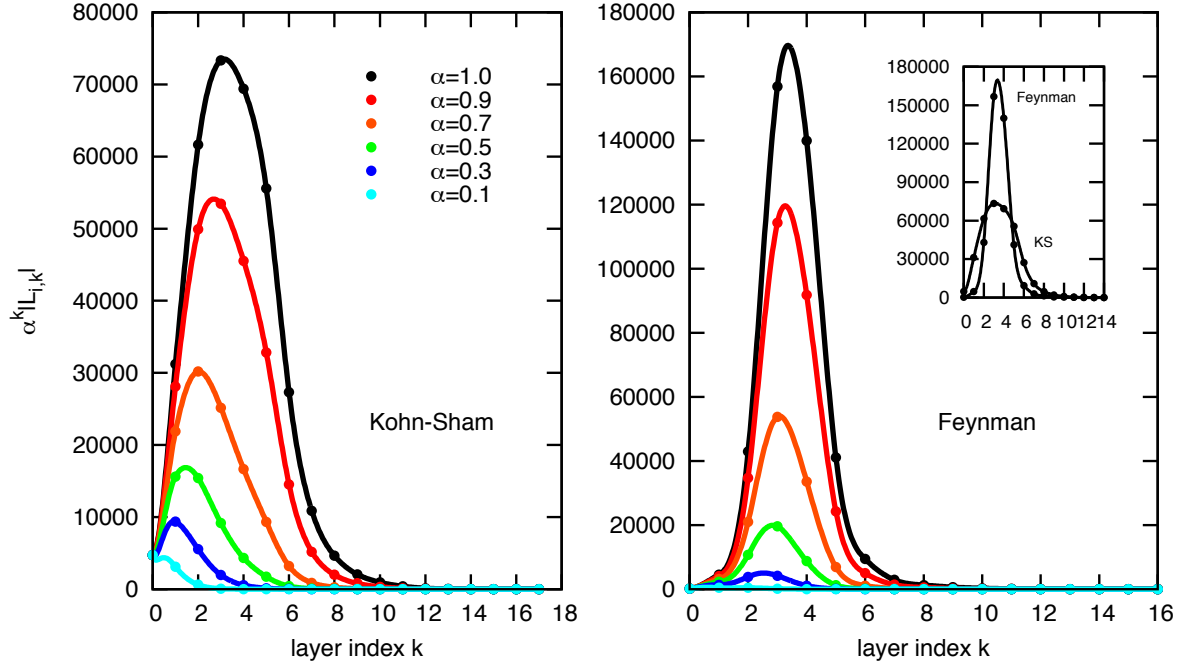 80000
70000
60000
50000
40000
30000
20000
10000
0
0 2 4 6 8 10 12 14 16 18
layer index k
α^k|L_{i,k}|
α=1.0
α=0.9
α=0.7
α=0.5
α=0.3
α=0.1
Kohn-Sham
180000
160000
140000
120000
100000
80000
60000
40000
20000
0
0 2 4 6 8 10 12 14 16
layer index k
Feynman
180000
150000
120000
90000
60000
30000
0
0 2 4 6 8 10 12 14
Feynman
KS